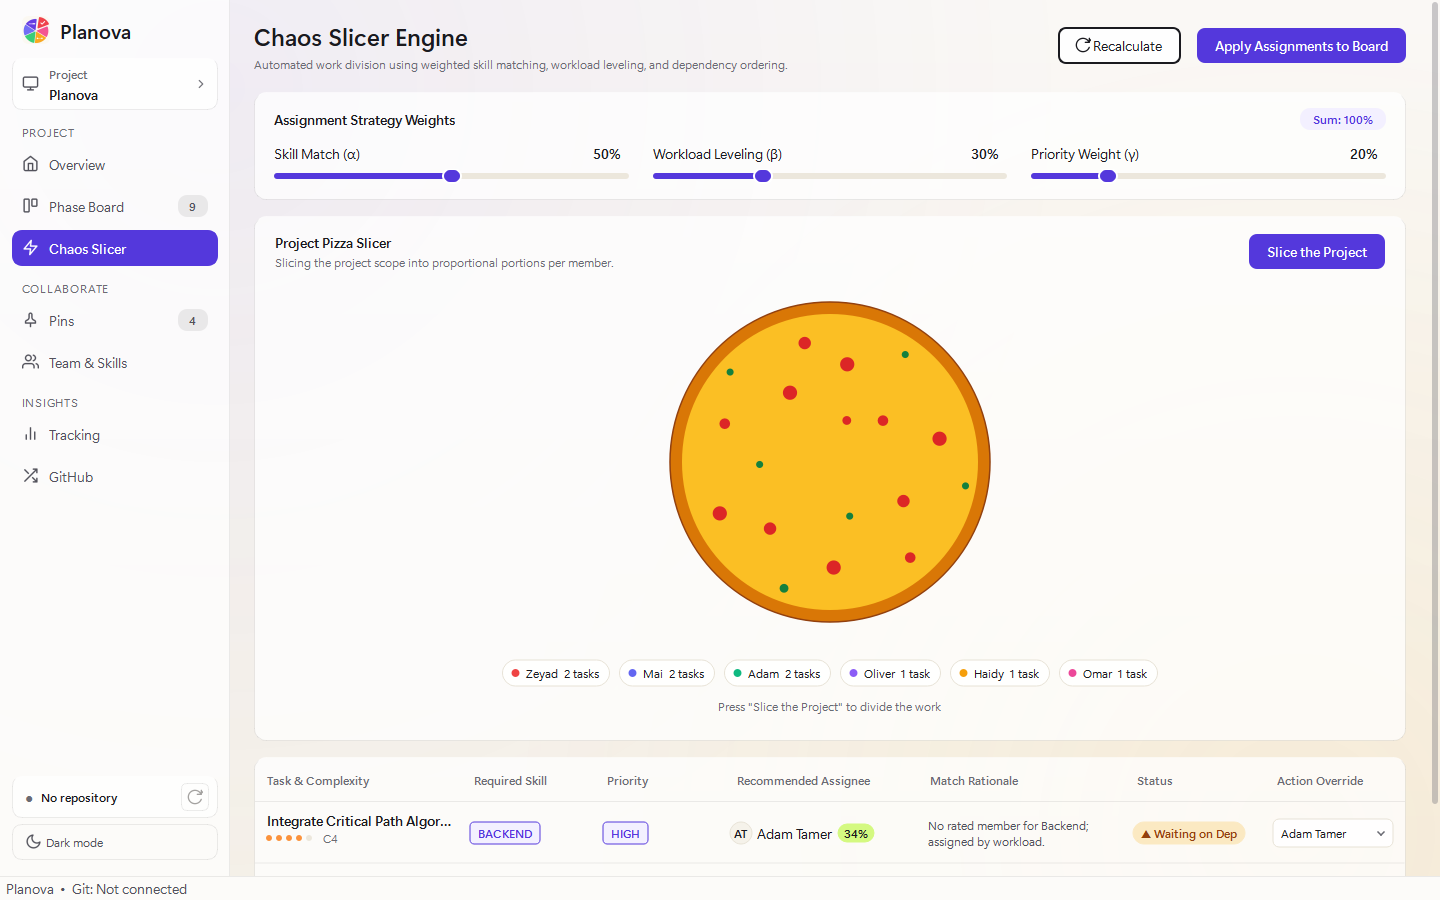 Planova
Project
Planova
PROJECT
Overview
Phase Board 9
Chaos Slicer
COLLABORATE
Pins 4
Team & Skills
INSIGHTS
Tracking
GitHub
No repository
Dark mode
Chaos Slicer Engine
Automated work division using weighted skill matching, workload leveling, and dependency ordering.
Recalculate
Apply Assignments to Board
Assignment Strategy Weights
Sum: 100%
Skill Match (α) 50%
Workload Leveling (β) 30%
Priority Weight (γ) 20%
Project Pizza Slicer
Slicing the project scope into proportional portions per member.
Slice the Project
Zeyad 2 tasks
Mai 2 tasks
Adam 2 tasks
Oliver 1 task
Haidy 1 task
Omar 1 task
Press "Slice the Project" to divide the work
Task & Complexity Required Skill Priority Recommended Assignee Match Rationale Status Action Override
Integrate Critical Path Algor...
C4
BACKEND
HIGH
AT Adam Tamer 34%
No rated member for Backend;
assigned by workload.
Waiting on Dep
Adam Tamer
Planova • Git: Not connected